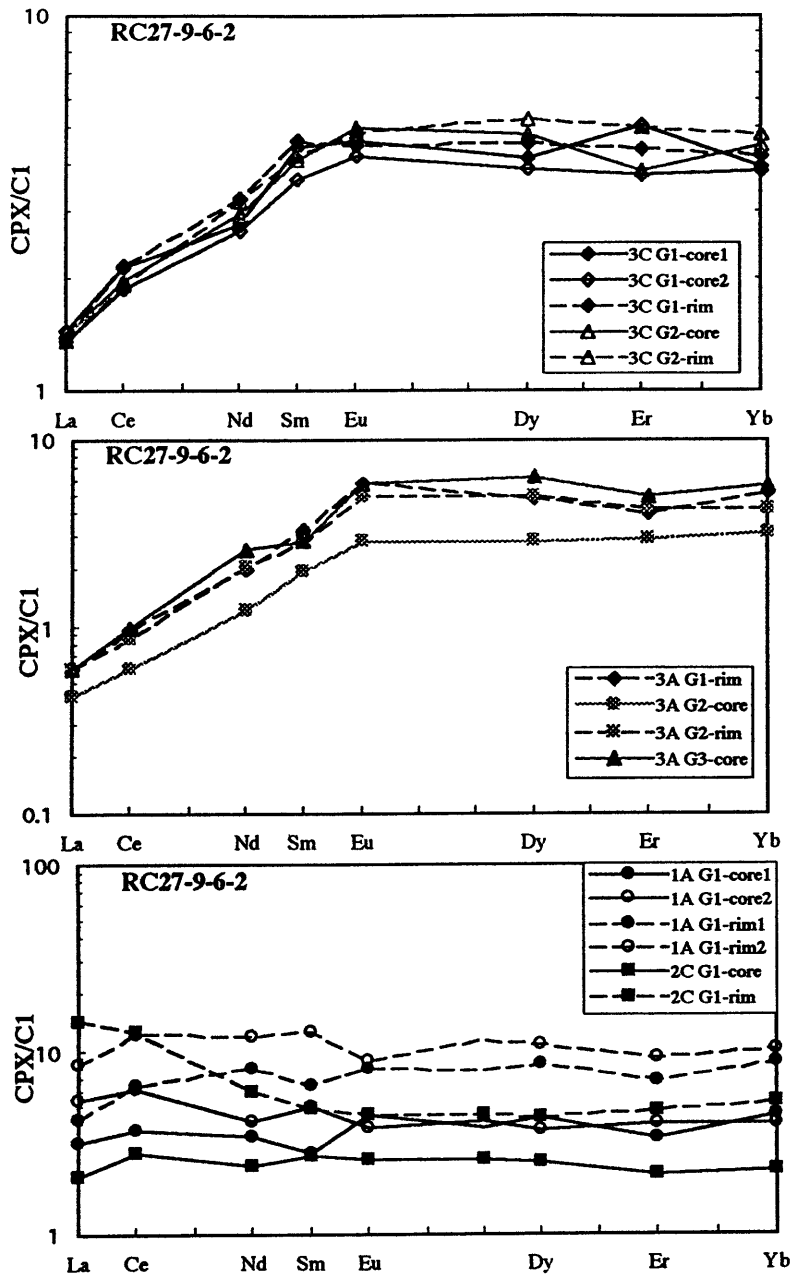 10
RC27-9-6-2
CPX/C1
3C G1-core1
3C G1-core2
3C G1-rim
3C G2-core
3C G2-rim
1
La Ce Nd Sm Eu Dy Er Yb
10
RC27-9-6-2
CPX/C1
1
3A G1-rim
3A G2-core
3A G2-rim
3A G3-core
0.1
La Ce Nd Sm Eu Dy Er Yb
100
RC27-9-6-2
1A G1-core1
1A G1-core2
1A G1-rim1
1A G1-rim2
2C G1-core
2C G1-rim
CPX/C1
10
1
La Ce Nd Sm Eu Dy Er Yb